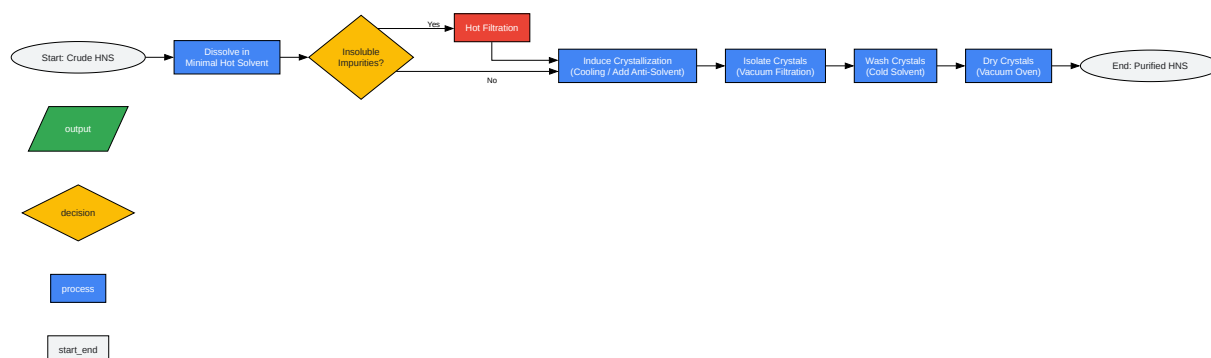 Start: Crude HNS
Dissolve in
Minimal Hot Solvent
Insoluble
Impurities?
Yes
Hot Filtration
No
Induce Crystallization
(Cooling / Add Anti-Solvent)
Isolate Crystals
(Vacuum Filtration)
Wash Crystals
(Cold Solvent)
Dry Crystals
(Vacuum Oven)
End: Purified HNS
output
decision
process
start_end